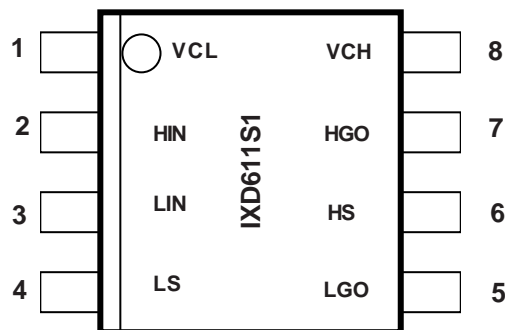 1 VCL VCH 8
2 HIN HGO 7
IXD611S1
3 LIN HS 6
4 LS LGO 5